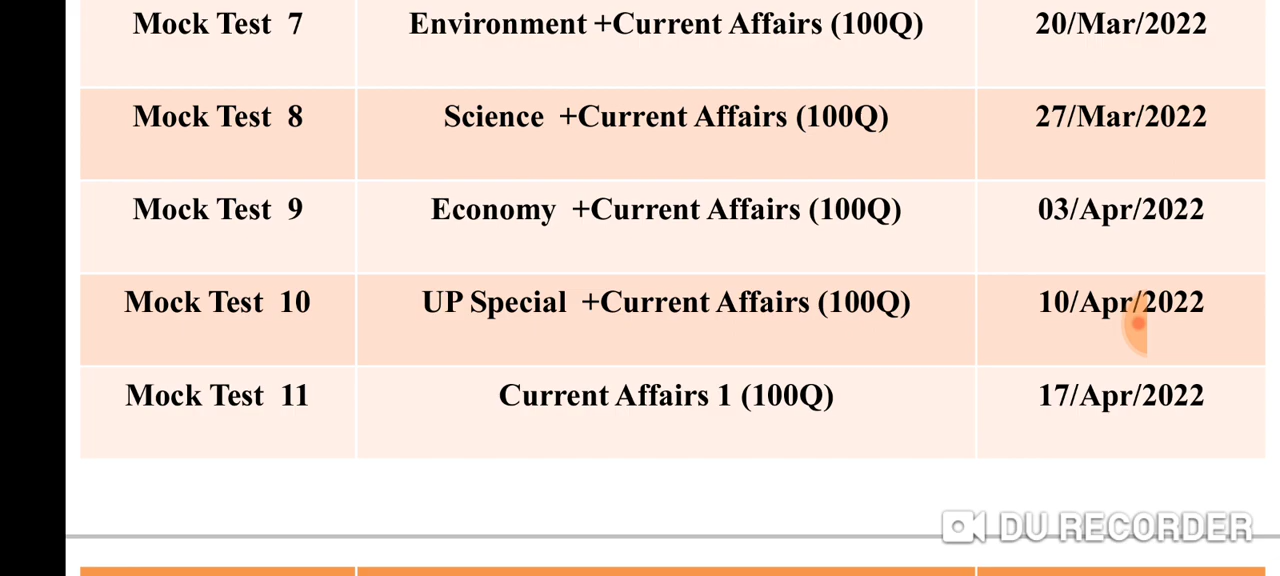 Mock Test 7 Environment +Current Affairs (100Q) 20/Mar/2022
Mock Test 8 Science +Current Affairs (100Q) 27/Mar/2022
Mock Test 9 Economy +Current Affairs (100Q) 03/Apr/2022
Mock Test 10 UP Special +Current Affairs (100Q) 10/Apr/2022
Mock Test 11 Current Affairs 1 (100Q) 17/Apr/2022
DU RECORDER